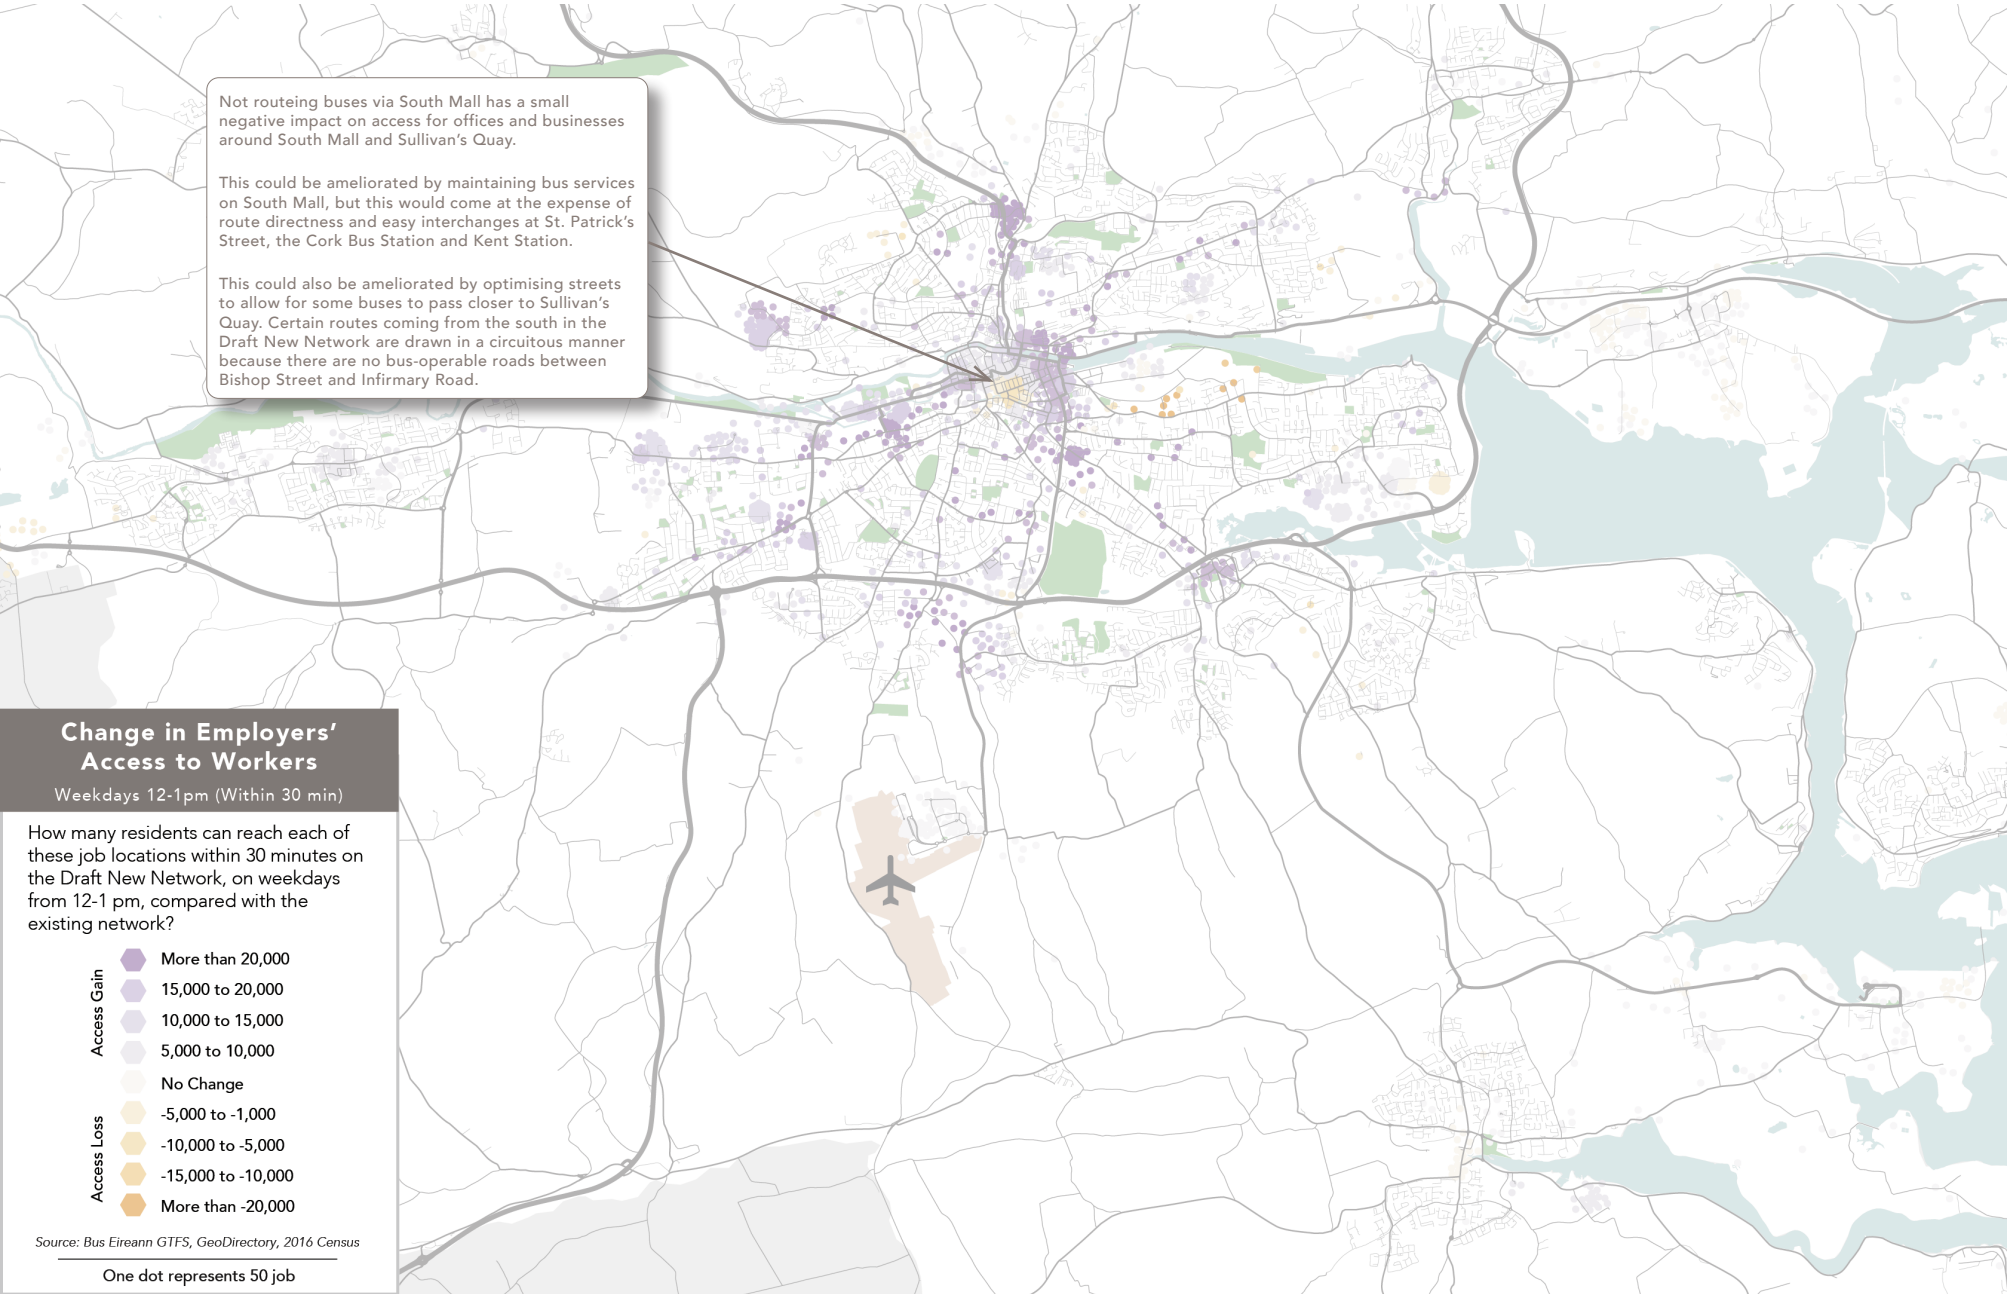 Not routeing buses via South Mall has a small
negative impact on access for offices and businesses
around South Mall and Sullivan's Quay.
This could be ameliorated by maintaining bus services
on South Mall, but this would come at the expense of
route directness and easy interchanges at St. Patrick's
Street, the Cork Bus Station and Kent Station.
This could also be ameliorated by optimising streets
to allow for some buses to pass closer to Sullivan's
Quay. Certain routes coming from the south in the
Draft New Network are drawn in a circuitous manner
because there are no bus-operable roads between
Bishop Street and Infirmary Road.
Change in Employers'
Access to Workers
Weekdays 12-1pm (Within 30 min)
How many residents can reach each of
these job locations within 30 minutes on
the Draft New Network, on weekdays
from 12-1 pm, compared with the
existing network?
Access Gain
More than 20,000
15,000 to 20,000
10,000 to 15,000
5,000 to 10,000
No Change
Access Loss
-5,000 to -1,000
-10,000 to -5,000
-15,000 to -10,000
More than -20,000
Source: Bus Eireann GTFS, GeoDirectory, 2016 Census
One dot represents 50 job